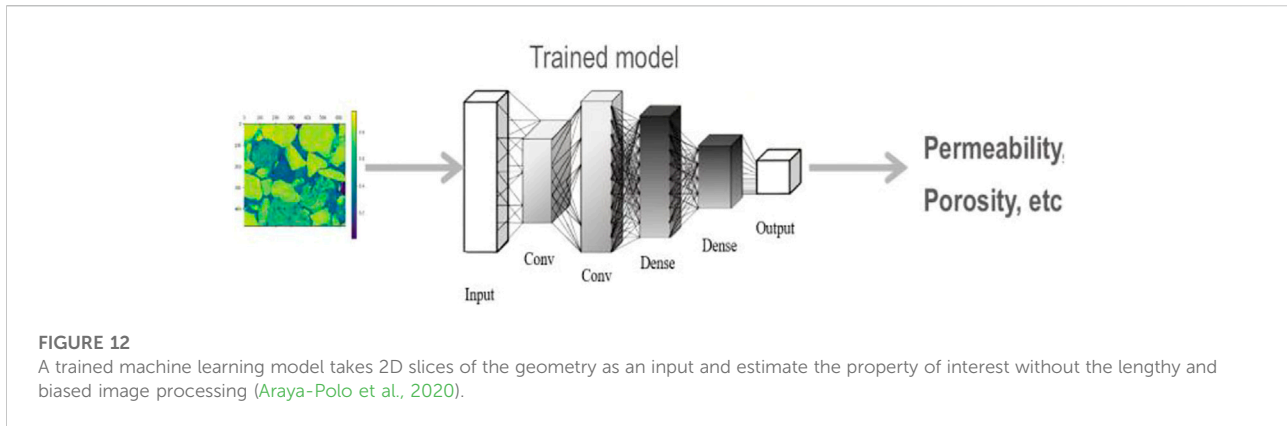 Trained model
Permeability,
Porosity, etc
Input
Conv
Conv
Dense
Dense
Output
FIGURE 12
A trained machine learning model takes 2D slices of the geometry as an input and estimate the property of interest without the lengthy and
biased image processing (Araya-Polo et al., 2020).